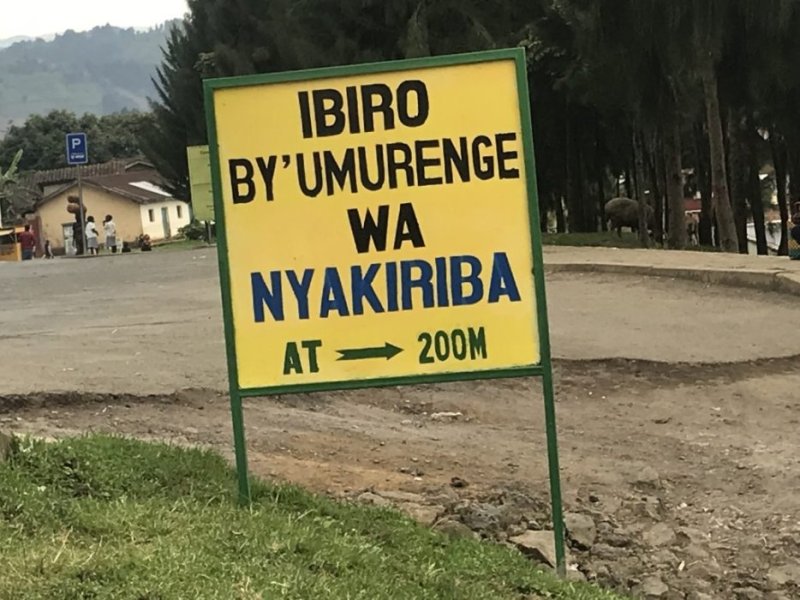 P
IBIRO
BY'UMURENGE
WA
NYAKIRIBA
AT → 200M